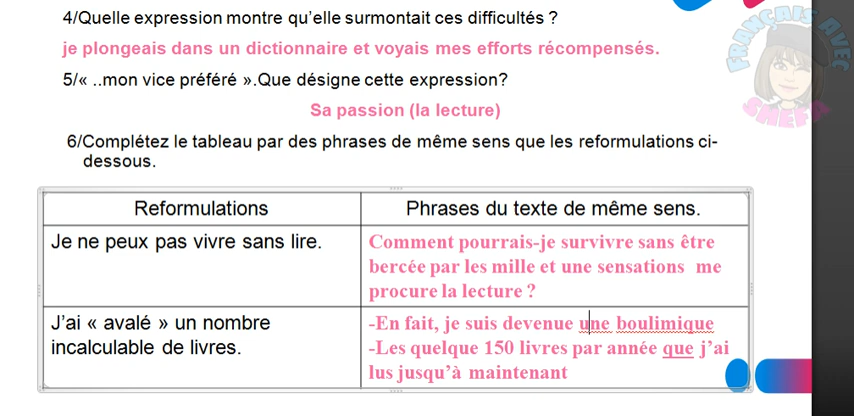 4/Quelle expression montre qu'elle surmontait ces difficultés ?
je plongeais dans un dictionnaire et voyais mes efforts récompensés.
5/« ..mon vice préféré ».Que désigne cette expression?
Sa passion (la lecture)
6/Complétez le tableau par des phrases de même sens que les reformulations ci-
dessous.
Reformulations
Phrases du texte de même sens.
Je ne peux pas vivre sans lire.
Comment pourrais-je survivre sans être
bercée par les mille et une sensations me
procure la lecture ?
J'ai « avalé » un nombre
incalculable de livres.
-En fait, je suis devenue une boulimique
-Les quelque 150 livres par année que j'ai
lus jusqu'à maintenant
FRANÇAIS AVEC
SHEFA